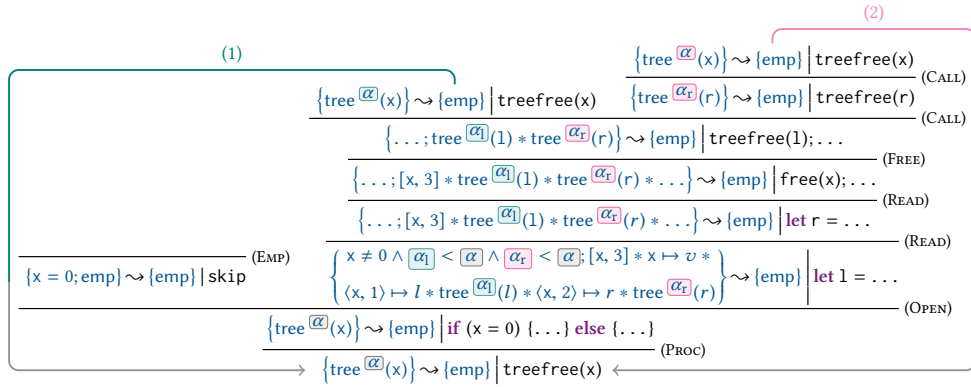 (2)
(1)
{tree^α(x)} ⇝ {emp} | treefree(x)
(CALL)
{tree^α(x)} ⇝ {emp} | treefree(x)
{tree^αr(r)} ⇝ {emp} | treefree(r)
(CALL)
{...; tree^αl(l) * tree^αr(r)} ⇝ {emp} | treefree(l); ...
(FREE)
{...; [x, 3] * tree^αl(l) * tree^αr(r) * ...} ⇝ {emp} | free(x); ...
(READ)
{...; [x, 3] * tree^αl(l) * tree^αr(r) * ...} ⇝ {emp} | let r = ...
(READ)
(EMP)
{x = 0; emp} ⇝ {emp} | skip
{x ≠ 0 ∧ αl < α ∧ αr < α; [x, 3] * x ↦ v *
⟨x, 1⟩ ↦ l * tree^αl(l) * ⟨x, 2⟩ ↦ r * tree^αr(r)} ⇝ {emp} | let l = ...
(OPEN)
{tree^α(x)} ⇝ {emp} | if (x = 0) {...} else {...}
(PROC)
{tree^α(x)} ⇝ {emp} | treefree(x)